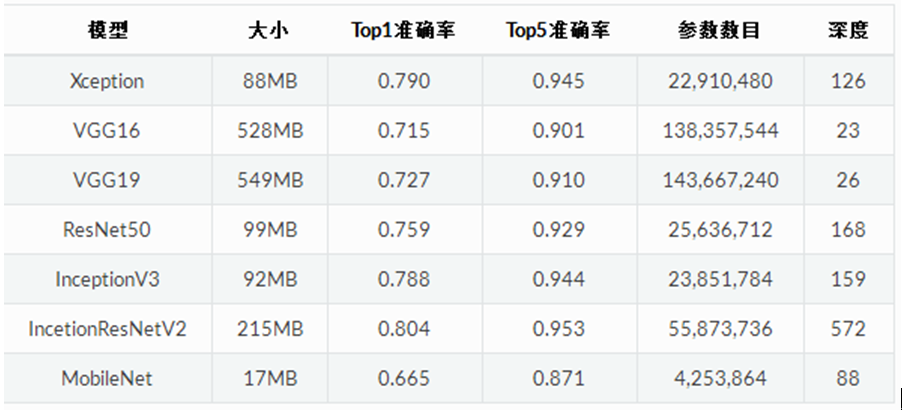 模型 大小 Top1准确率 Top5准确率 参数数目 深度
Xception 88MB 0.790 0.945 22,910,480 126
VGG16 528MB 0.715 0.901 138,357,544 23
VGG19 549MB 0.727 0.910 143,667,240 26
ResNet50 99MB 0.759 0.929 25,636,712 168
InceptionV3 92MB 0.788 0.944 23,851,784 159
IncetionResNetV2 215MB 0.804 0.953 55,873,736 572
MobileNet 17MB 0.665 0.871 4,253,864 88